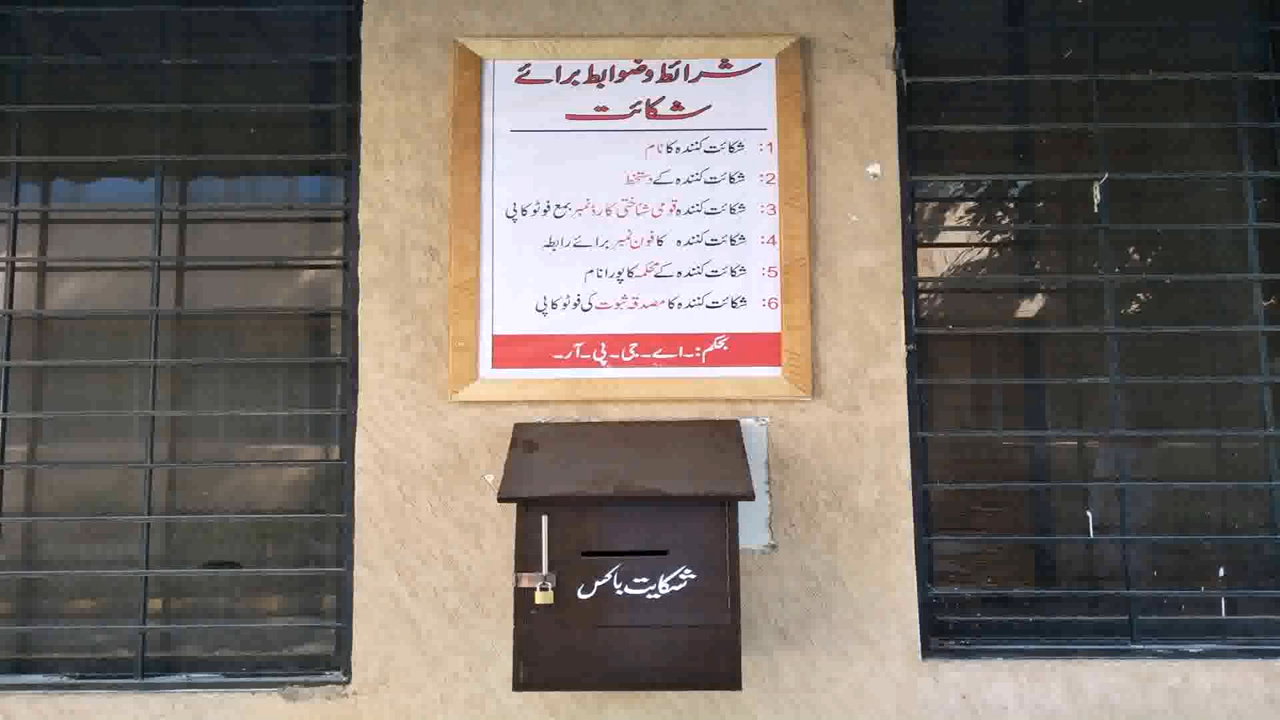 شرائط وضوابط برائے
شکائت
1: شکائت کنندہ کا نام
2: شکائت کنندہ کے دستخط
3: شکائت کنندہ قومی شناختی کارڈ نمبر بمع فوٹو کاپی
4: شکائت کنندہ کا فون نمبر برائے رابطہ
5: شکائت کنندہ کے محکمہ کا پورا نام
6: شکائت کنندہ کا مصدقہ ثبوت کی فوٹو کاپی
بحکم:۔اے۔جی۔پی۔آر۔
شکایت باکس